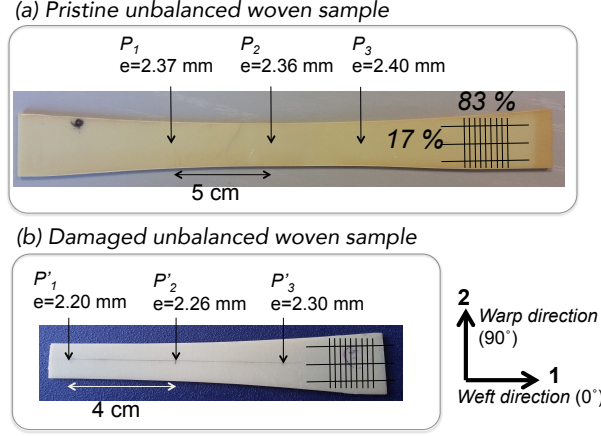 (a) Pristine unbalanced woven sample
P1 P2 P3
e=2.37 mm e=2.36 mm e=2.40 mm
83 %
17 %
5 cm
(b) Damaged unbalanced woven sample
P'1 P'2 P'3
e=2.20 mm e=2.26 mm e=2.30 mm
4 cm
2
Warp direction
(90˚)
1
Weft direction (0˚)